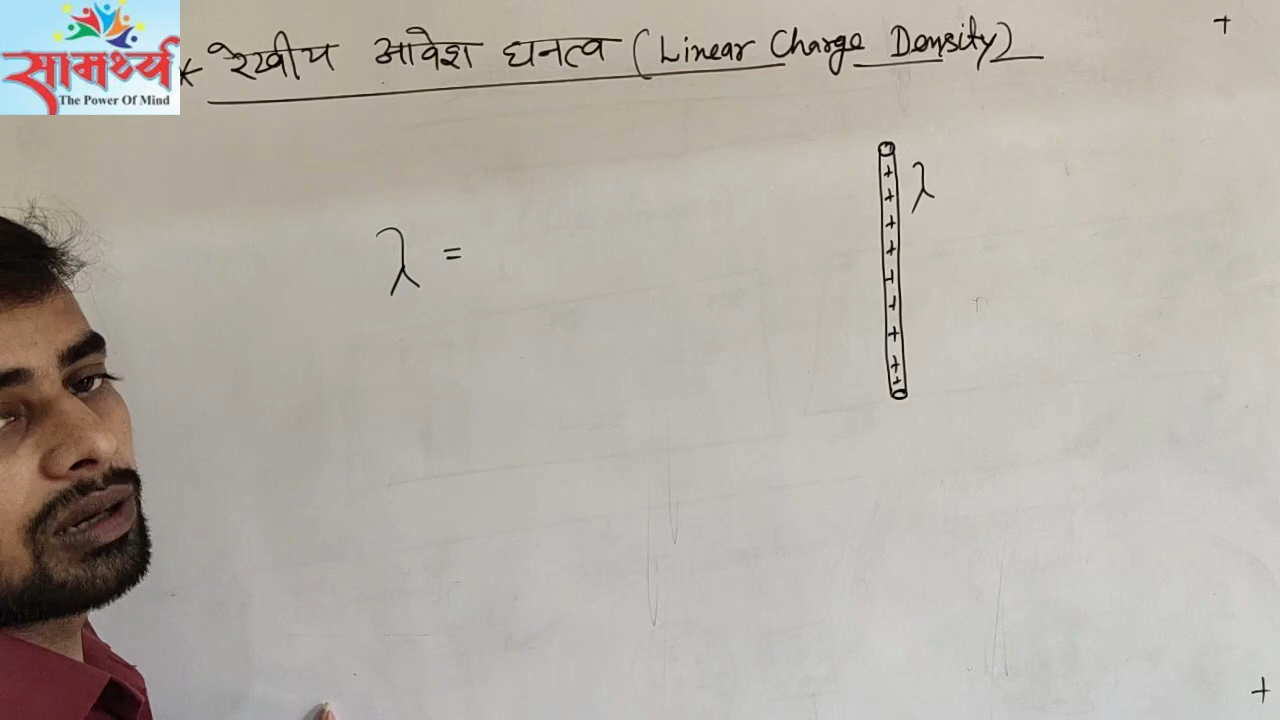 सामर्थ्य
The Power Of Mind
* रेखीय आवेश घनत्व (Linear Charge Density)
+
λ =
λ
+
+
+
+
+
+
+
+
+
+